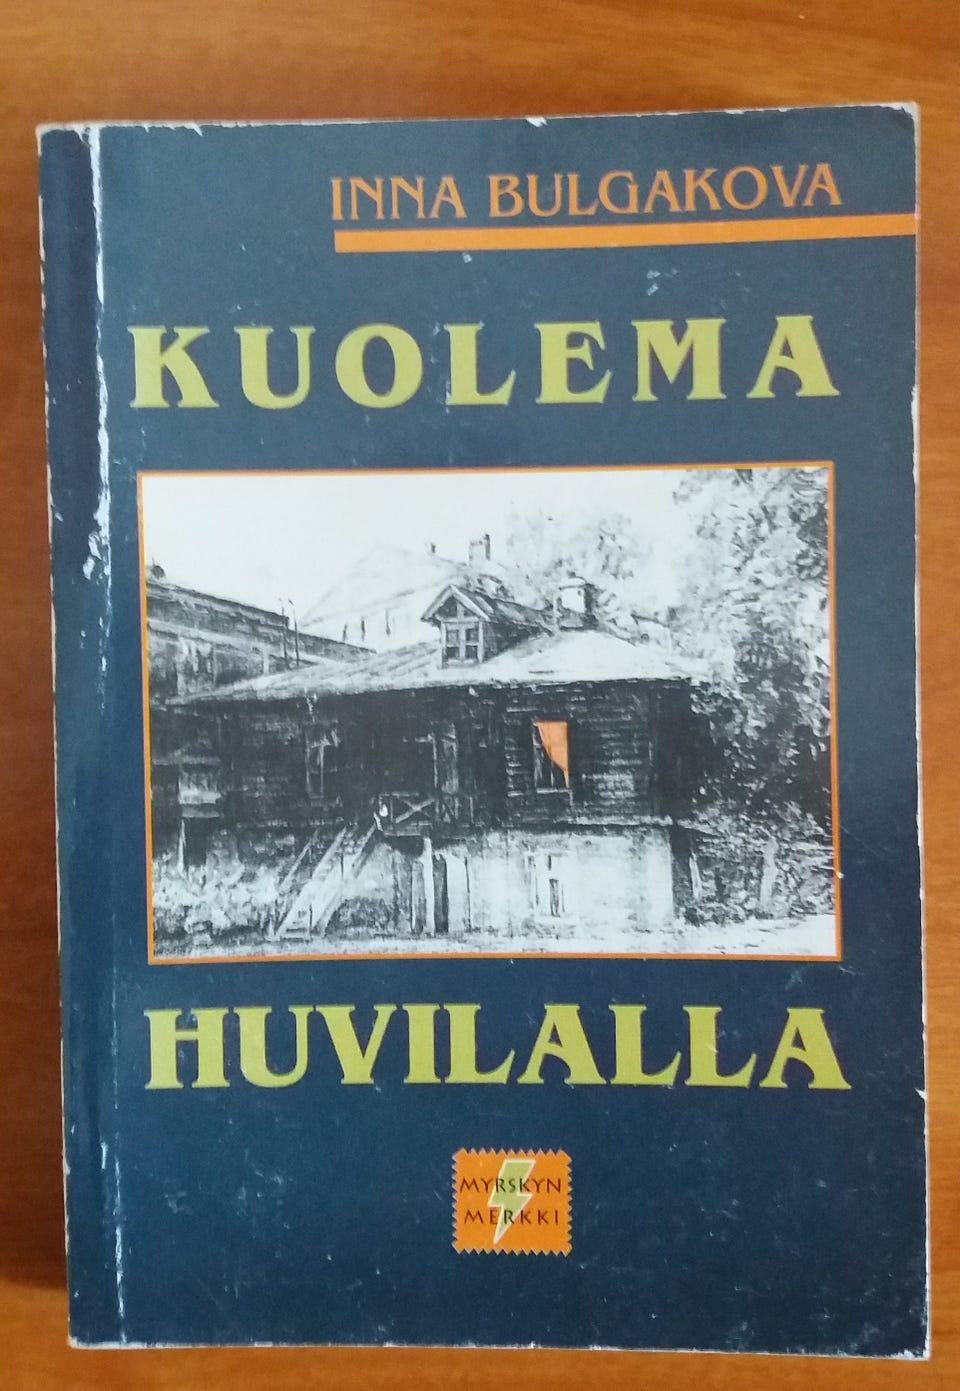 INNA BULGAKOVA
KUOLEMA
HUVILALLA
MYRSKYN
MERKKI